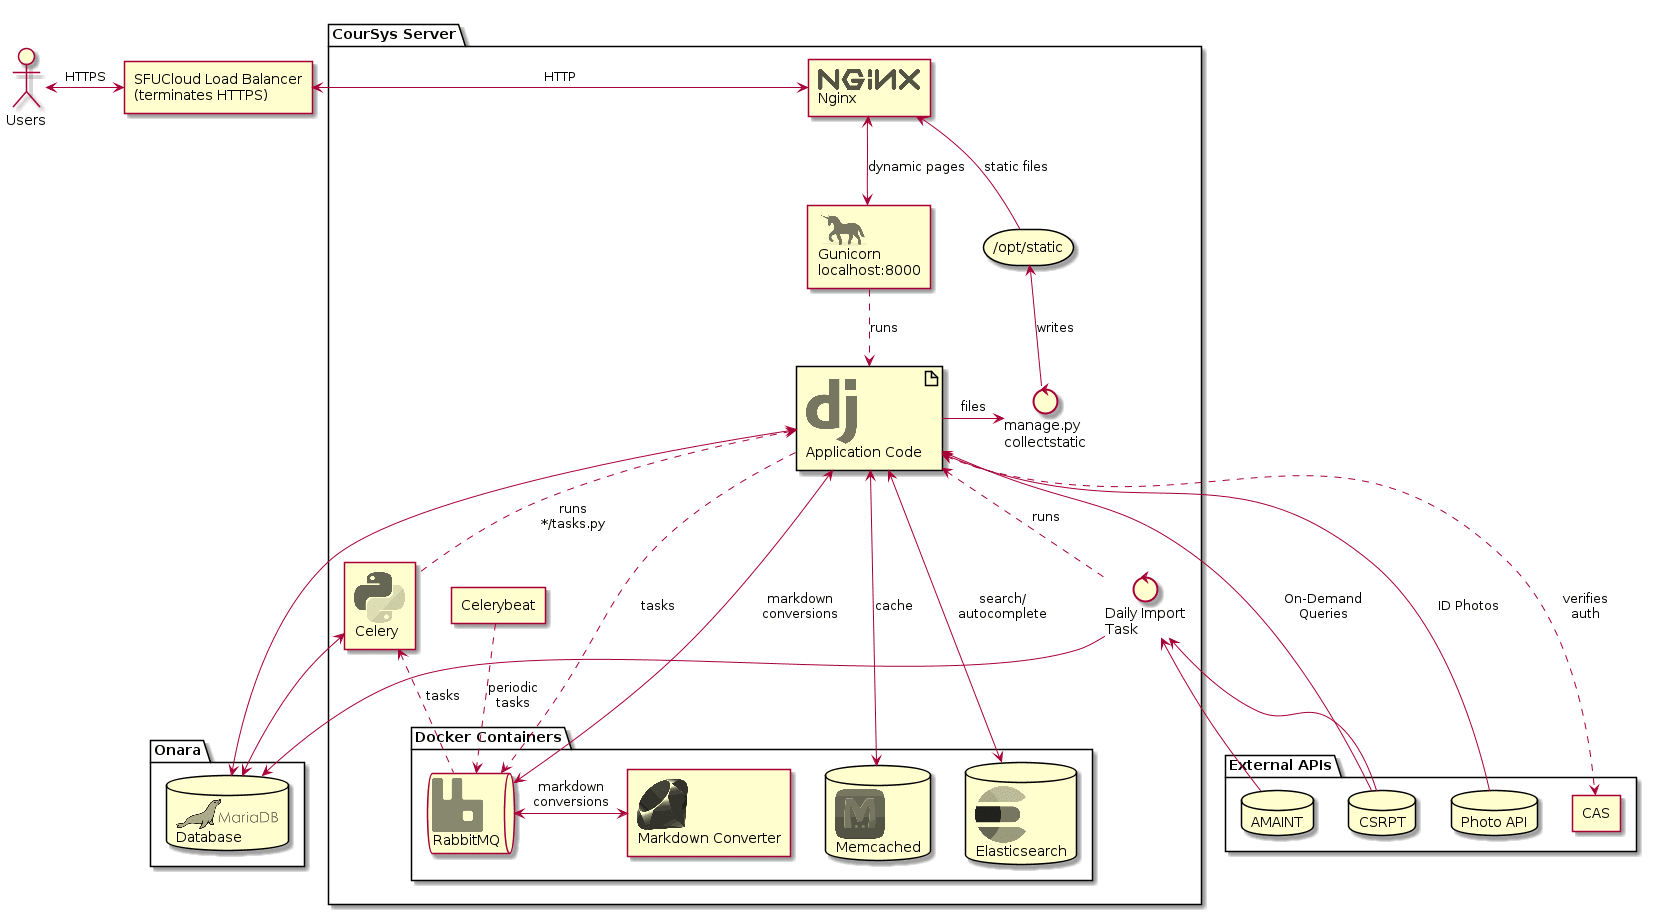 CourSys Server
HTTPS
SFUCloud Load Balancer
(terminates HTTPS)
Users
HTTP
NGiNX
Nginx
dynamic pages
static files
Gunicorn
localhost:8000
/opt/static
runs
writes
dj
Application Code
files
manage.py
collectstatic
runs
*/tasks.py
runs
Celery
Celerybeat
tasks
markdown
conversions
cache
search/
autocomplete
Daily Import
Task
On-Demand
Queries
ID Photos
verifies
auth
tasks
periodic
tasks
Onara
MariaDB
Database
Docker Containers
RabbitMQ
markdown
conversions
Markdown Converter
M
Memcached
Elasticsearch
External APIs
AMAINT
CSRPT
Photo API
CAS